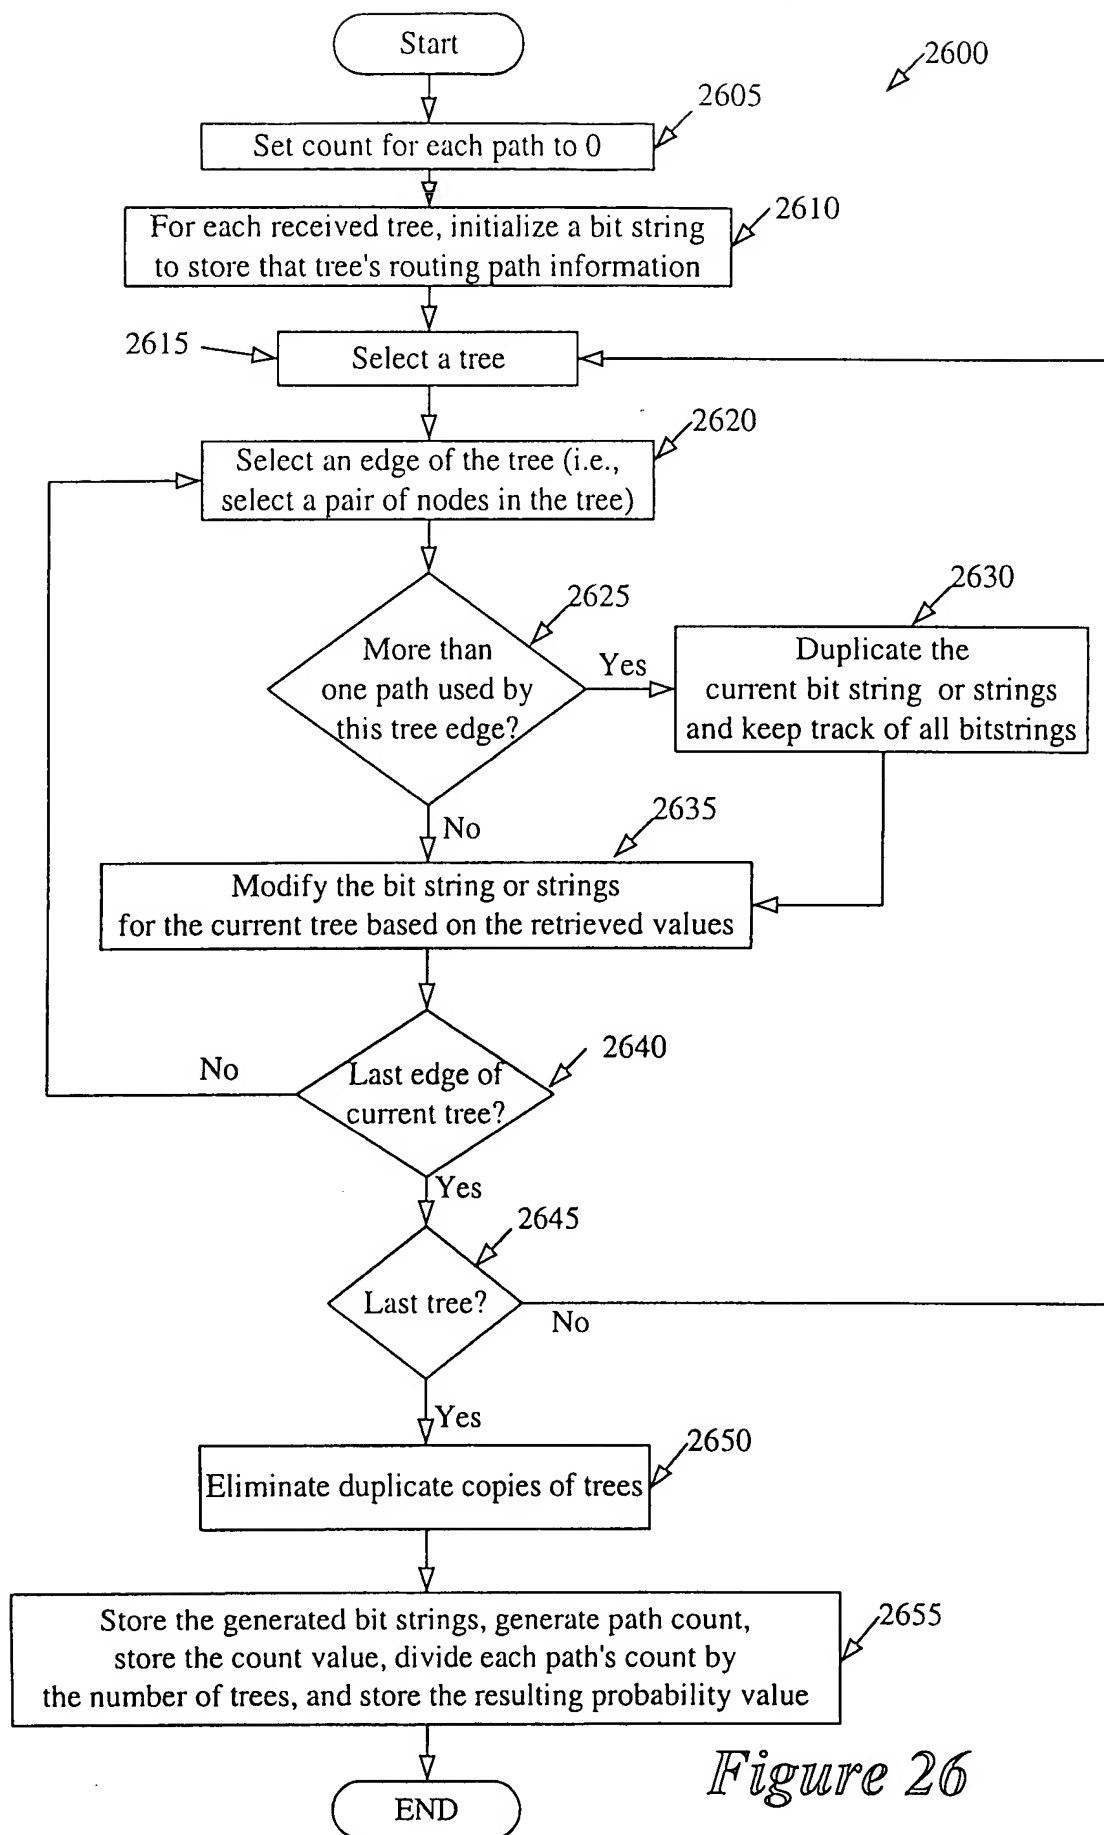 Start
2600
2605
Set count for each path to 0
2610
For each received tree, initialize a bit string
to store that tree's routing path information
2615
Select a tree
2620
Select an edge of the tree (i.e.,
select a pair of nodes in the tree)
2625
More than
one path used by
this tree edge?
Yes
2630
Duplicate the
current bit string or strings
and keep track of all bitstrings
No
2635
Modify the bit string or strings
for the current tree based on the retrieved values
2640
Last edge of
current tree?
No
Yes
2645
Last tree?
No
Yes
2650
Eliminate duplicate copies of trees
2655
Store the generated bit strings, generate path count,
store the count value, divide each path's count by
the number of trees, and store the resulting probability value
END
Figure 26